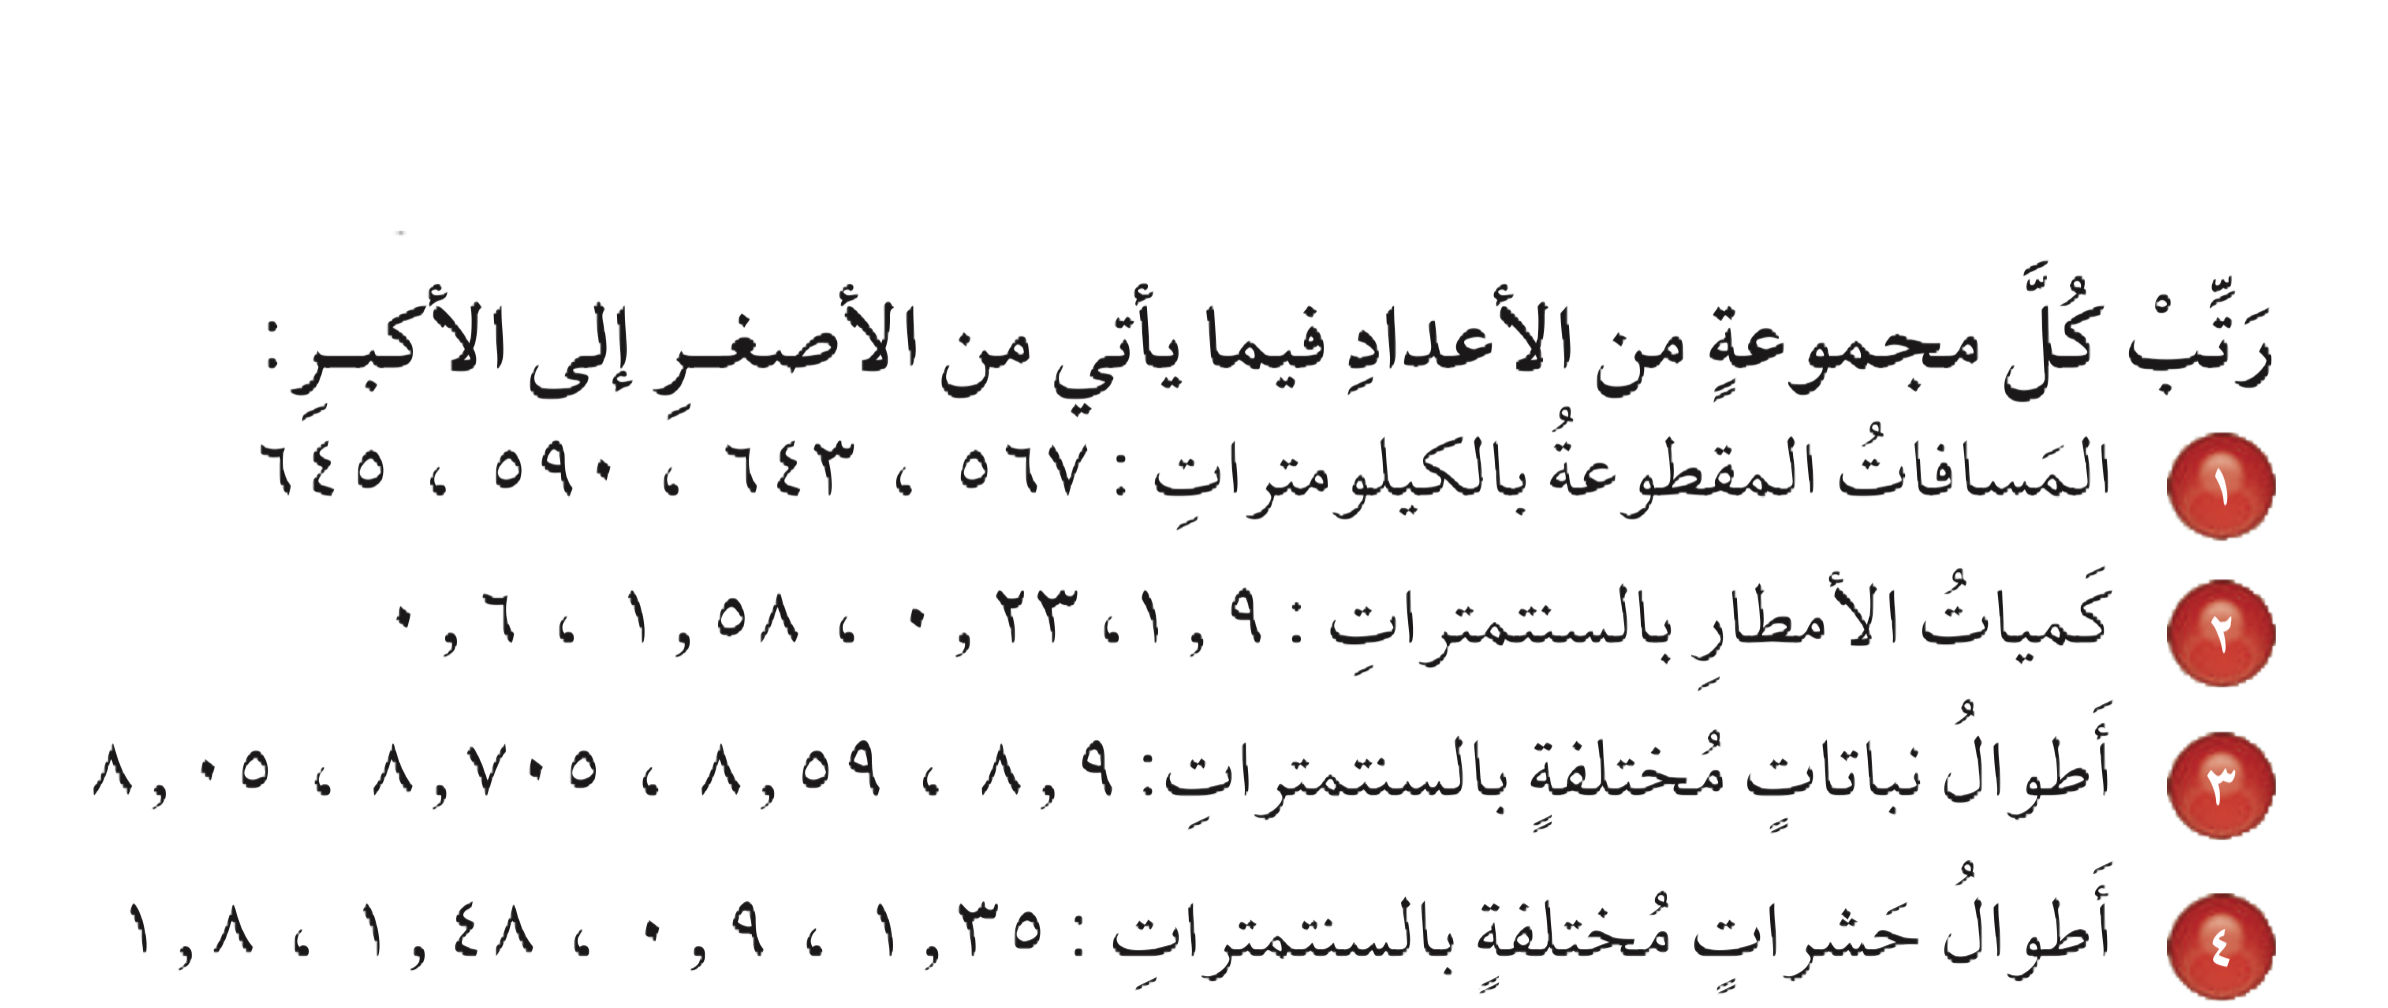 رَتِّبْ كُلَّ مجموعةٍ من الأعدادِ فيما يأتي من الأصغرِ إلى الأكبرِ:
١ المَسافاتُ المقطوعةُ بالكيلومتراتِ: ٥٦٧ ، ٦٤٣ ، ٥٩٠ ، ٦٤٥
٢ كَمياتُ الأمطارِ بالسنتمتراتِ: ١,٩ ، ٠,٢٣ ، ١,٥٨ ، ٠,٦
٣ أَطوالُ نباتاتٍ مُختلفةٍ بالسنتمتراتِ: ٨,٩ ، ٨,٥٩ ، ٨,٧٠٥ ، ٨,٠٥
٤ أَطوالُ حَشراتٍ مُختلفةٍ بالسنتمتراتِ: ١,٣٥ ، ٠,٩ ، ١,٤٨ ، ١,٨